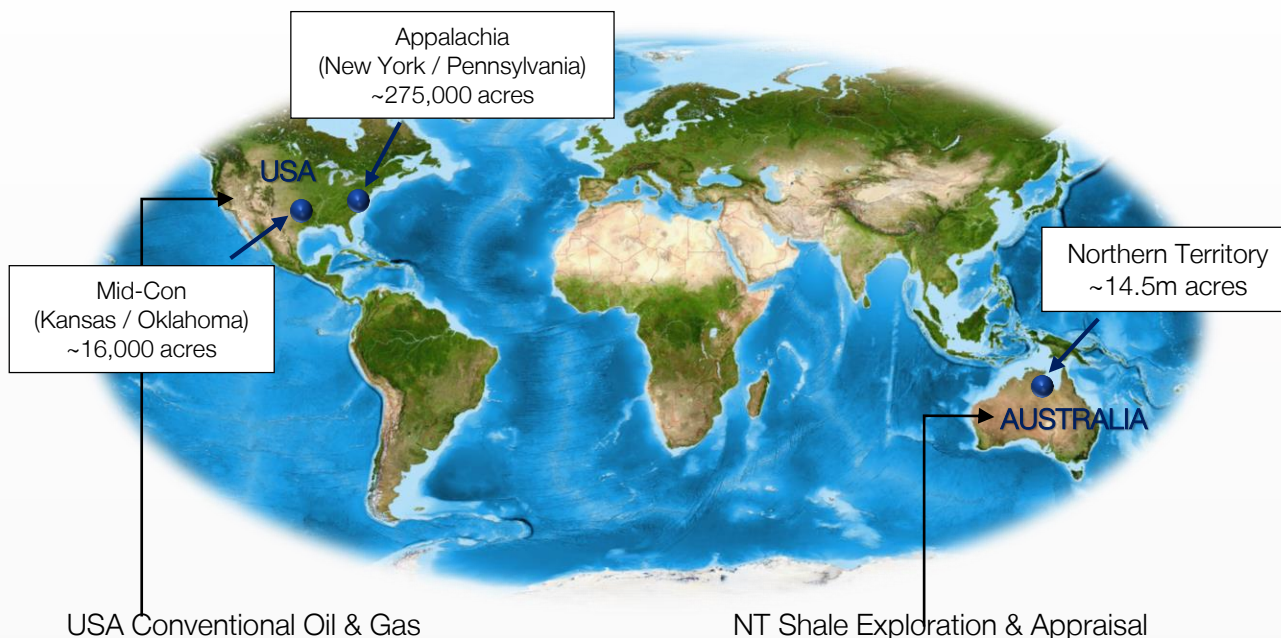 Appalachia
(New York / Pennsylvania)
~275,000 acres
USA
Mid-Con
(Kansas / Oklahoma)
~16,000 acres
Northern Territory
~14.5m acres
AUSTRALIA
USA Conventional Oil & Gas
NT Shale Exploration & Appraisal